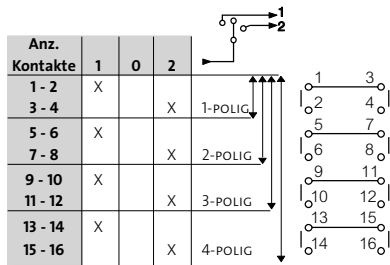 1
2
Anz.
Kontakte 1 0 2
1 - 2 X
3 - 4 X 1-POLIG
5 - 6 X
7 - 8 X 2-POLIG
9 - 10 X
11 - 12 X 3-POLIG
13 - 14 X
15 - 16 X 4-POLIG
1 3
2 4
5 7
6 8
9 11
10 12
13 15
14 16